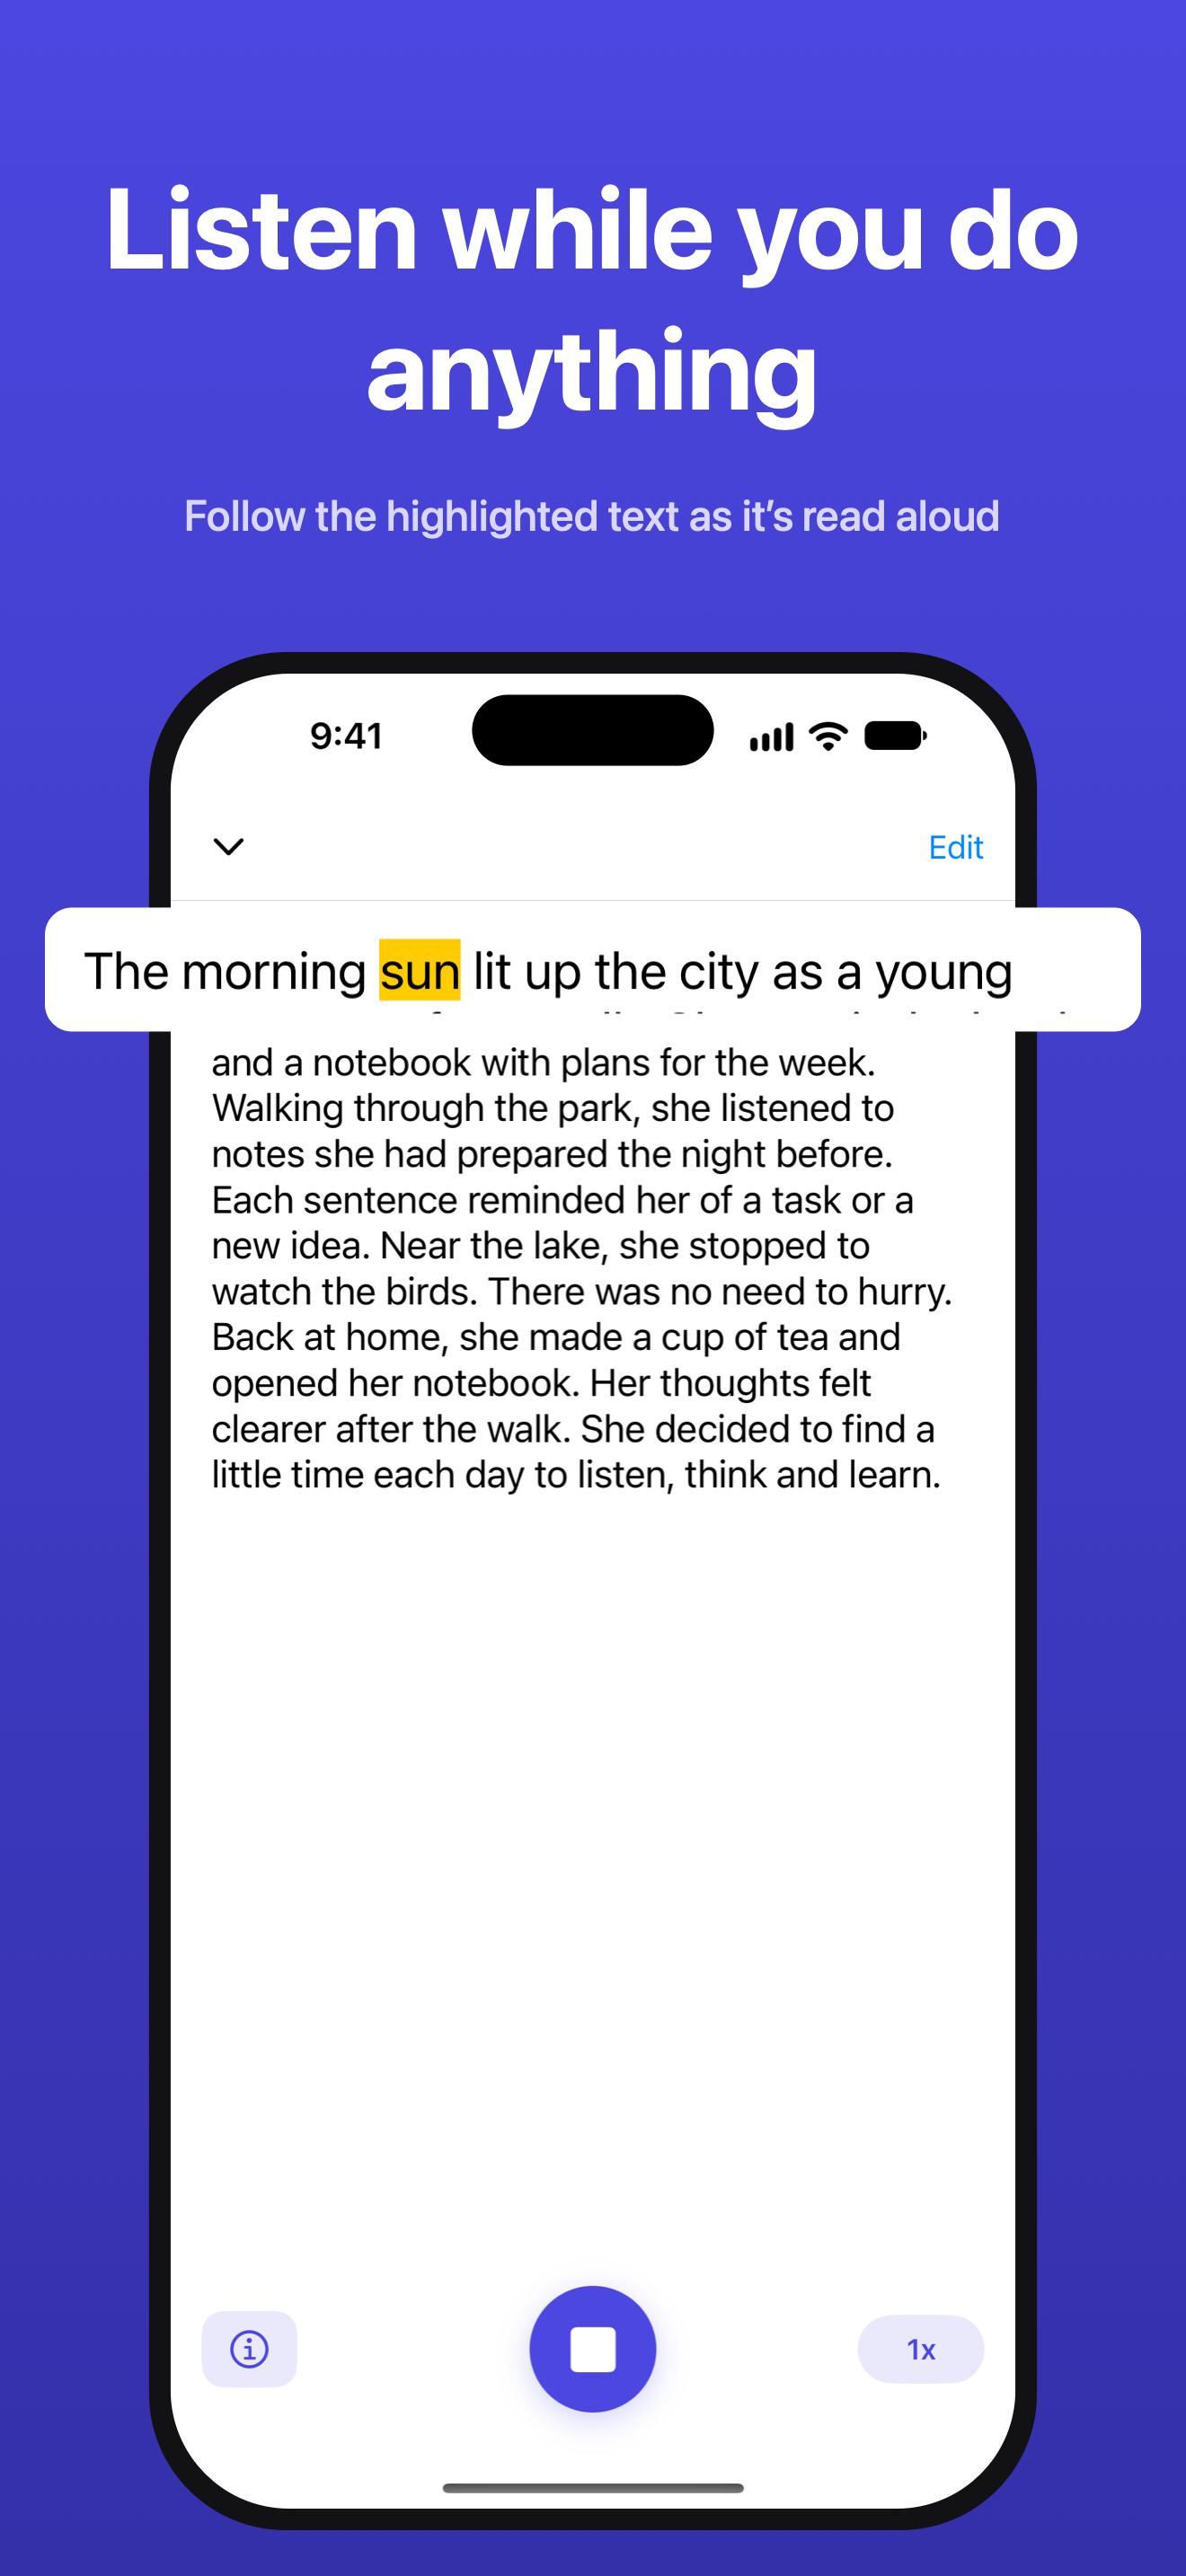 Listen while you do
anything
Follow the highlighted text as it’s read aloud
9:41
Edit
The morning sun lit up the city as a young
and a notebook with plans for the week.
Walking through the park, she listened to
notes she had prepared the night before.
Each sentence reminded her of a task or a
new idea. Near the lake, she stopped to
watch the birds. There was no need to hurry.
Back at home, she made a cup of tea and
opened her notebook. Her thoughts felt
clearer after the walk. She decided to find a
little time each day to listen, think and learn.
1x